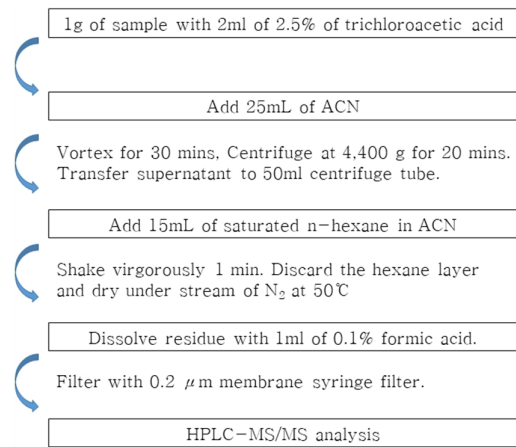 1g of sample with 2ml of 2.5% of trichloroacetic acid
Add 25mL of ACN
Vortex for 30 mins, Centrifuge at 4,400 g for 20 mins.
Transfer supernatant to 50ml centrifuge tube.
Add 15mL of saturated n-hexane in ACN
Shake virgorously 1 min. Discard the hexane layer
and dry under stream of N₂ at 50℃
Dissolve residue with 1ml of 0.1% formic acid.
Filter with 0.2 μm membrane syringe filter.
HPLC-MS/MS analysis